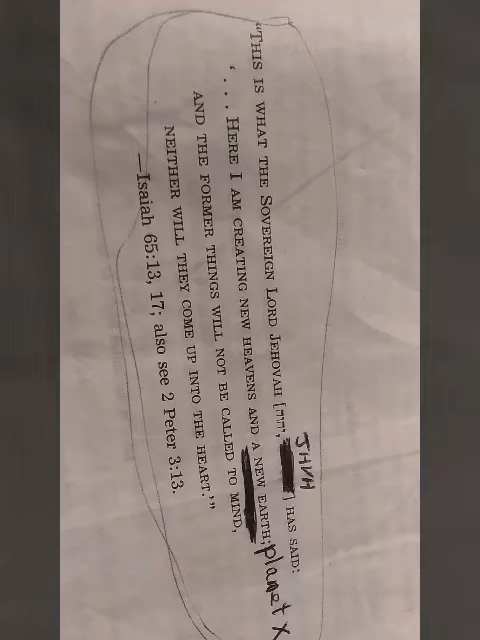 “THIS IS WHAT THE SOVEREIGN LORD JEHOVAH [יהוה, JHVH] HAS SAID:
‘. . . HERE I AM CREATING NEW HEAVENS AND A NEW EARTH; planet X
AND THE FORMER THINGS WILL NOT BE CALLED TO MIND,
NEITHER WILL THEY COME UP INTO THE HEART.’”
—Isaiah 65:13, 17; also see 2 Peter 3:13.